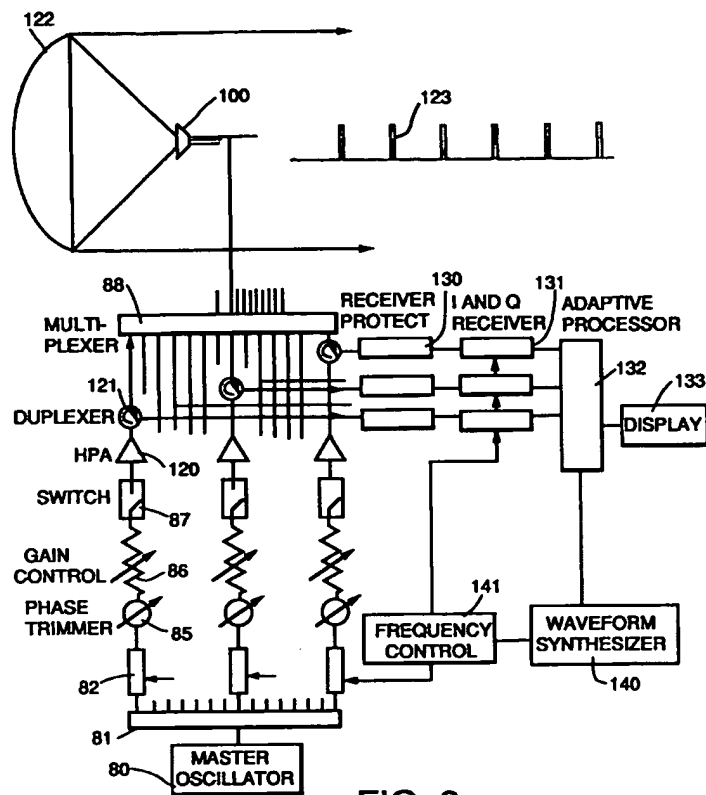 122
100
123
88
MULTI-
PLEXER
RECEIVER
PROTECT
130
I AND Q
RECEIVER
131
ADAPTIVE
PROCESSOR
121
DUPLEXER
132
133
DISPLAY
HPA
120
SWITCH
87
GAIN
CONTROL
86
PHASE
TRIMMER
85
141
FREQUENCY
CONTROL
WAVEFORM
SYNTHESIZER
140
82
81
80
MASTER
OSCILLATOR